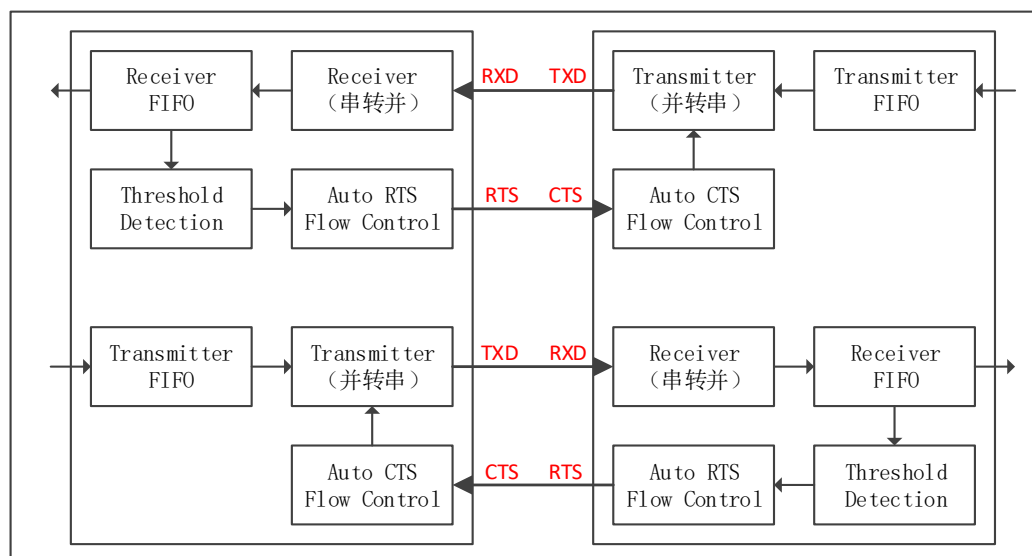 Receiver
FIFO
Receiver
(串转并)
RXD
TXD
Transmitter
(并转串)
Transmitter
FIFO
Threshold
Detection
Auto RTS
Flow Control
RTS
CTS
Auto CTS
Flow Control
Transmitter
FIFO
Transmitter
(并转串)
TXD
RXD
Receiver
(串转并)
Receiver
FIFO
Auto CTS
Flow Control
CTS
RTS
Auto RTS
Flow Control
Threshold
Detection